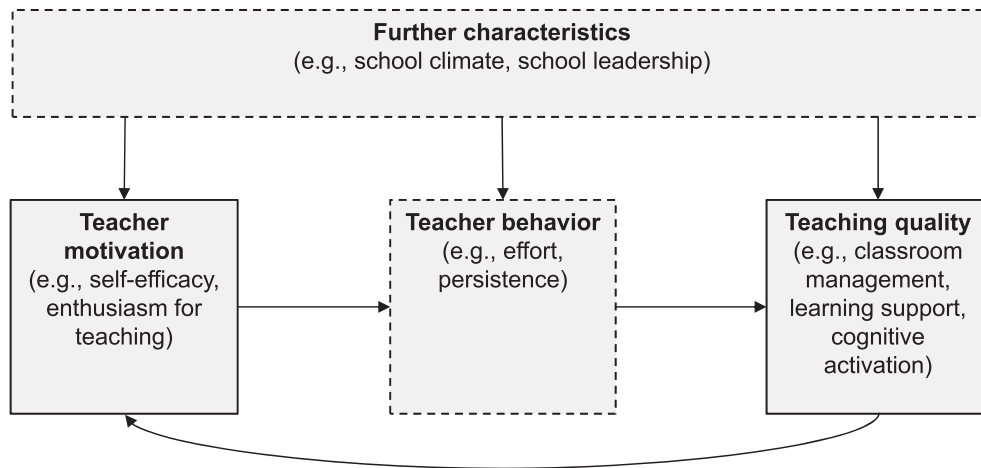 Further characteristics
(e.g., school climate, school leadership)
Teacher
motivation
(e.g., self-efficacy,
enthusiasm for
teaching)
Teacher behavior
(e.g., effort,
persistence)
Teaching quality
(e.g., classroom
management,
learning support,
cognitive
activation)